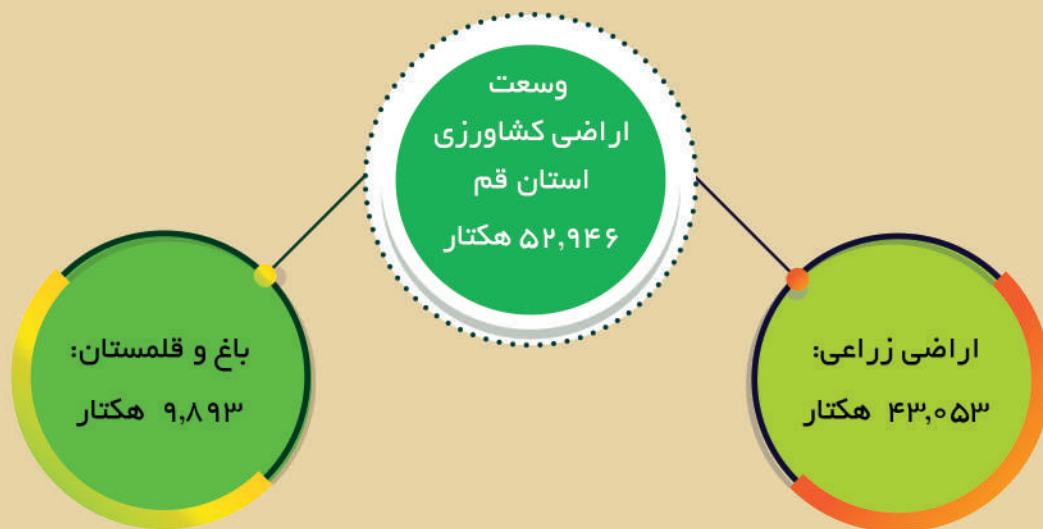 وسعت
اراضی کشاورزی
استان قم
۵۲,۹۴۶ هکتار
اراضی زراعی:
۴۳,۰۵۳ هکتار
باغ و قلمستان:
۹,۸۹۳ هکتار